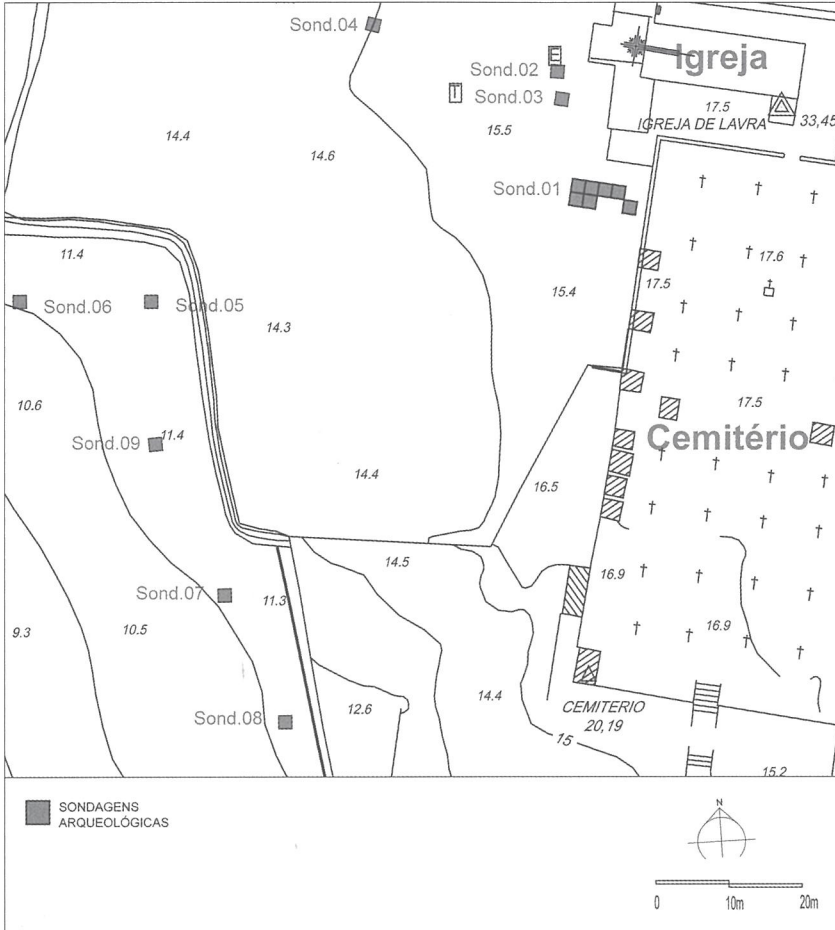 Sond.04
Igreja
E
Sond.02
T
Sond.03
17.5
IGREJA DE LAVRA
33,45
15.5
14.4
14.6
Sond.01
11.4
17.6
15.4
17.5
Sond.06
Sond.05
14.3
10.6
17.5
11.4
Sond.09
Cemitério
14.4
16.5
14.5
16.9
Sond.07
11.3
9.3
10.5
16.9
12.6
14.4
Sond.08
CEMITERIO
20,19
15
15.2
SONDAGENS
ARQUEOLÓGICAS
N
0 10m 20m